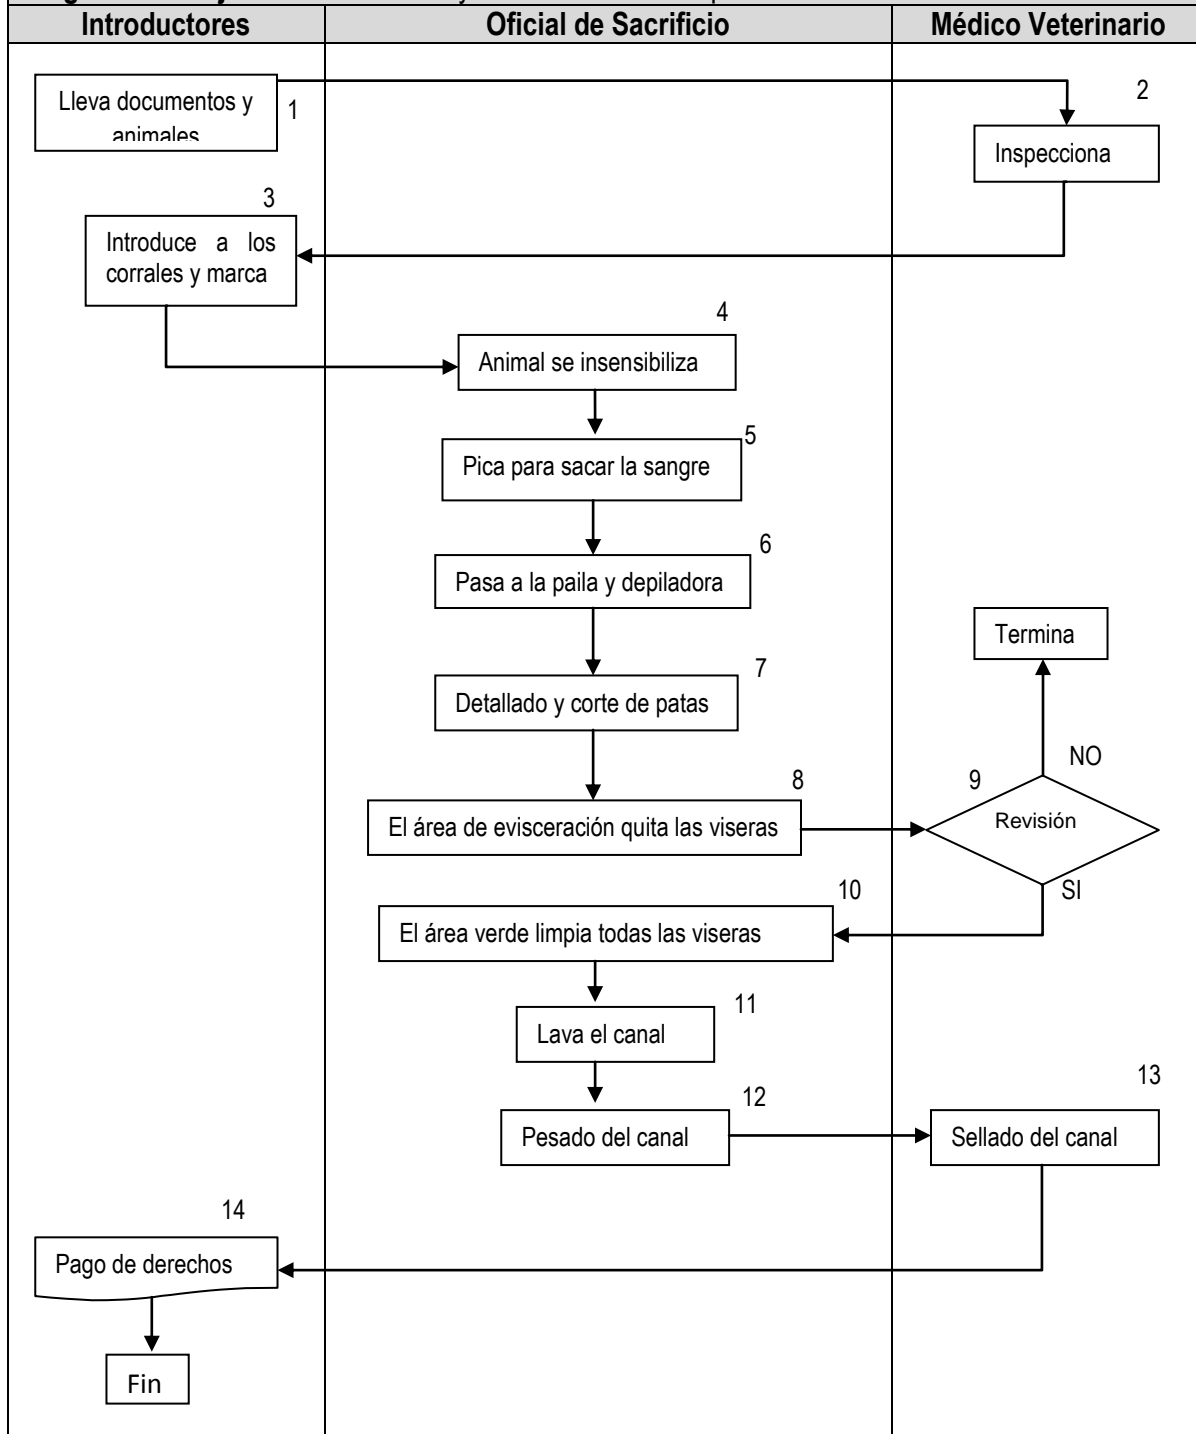 Introductores
Oficial de Sacrificio
Médico Veterinario
Lleva documentos y
animales
1
2
Inspecciona
3
Introduce a los
corrales y marca
4
Animal se insensibiliza
5
Pica para sacar la sangre
6
Pasa a la paila y depiladora
Termina
7
Detallado y corte de patas
NO
8
9
El área de evisceración quita las viseras
Revisión
SI
10
El área verde limpia todas las viseras
11
Lava el canal
12
13
Pesado del canal
Sellado del canal
14
Pago de derechos
Fin